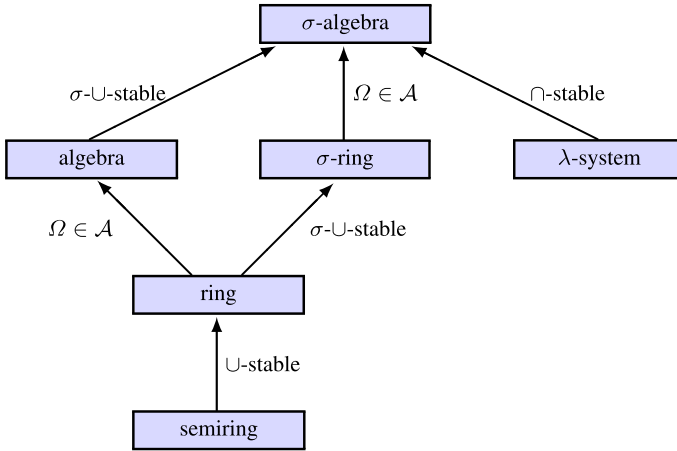 σ-algebra
σ-∪-stable
Ω ∈ 𝒜
∩-stable
algebra
σ-ring
λ-system
Ω ∈ 𝒜
σ-∪-stable
ring
∪-stable
semiring